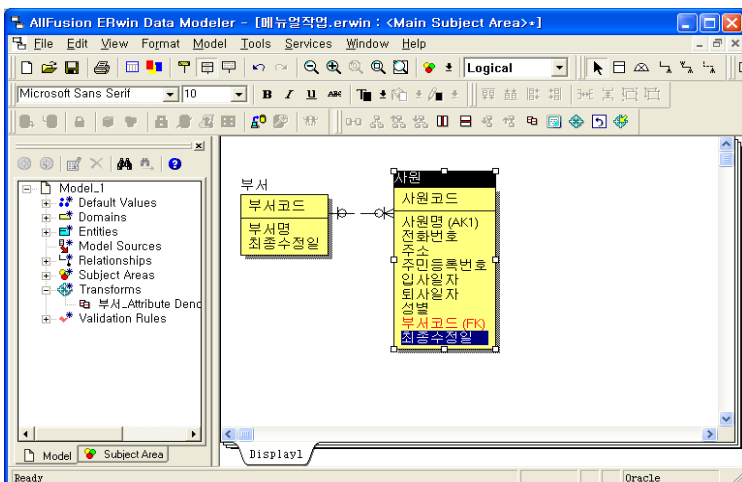 AllFusion ERwin Data Modeler - [메뉴얼작업.erwin : <Main Subject Area>*]
File Edit View Format Model Tools Services Window Help
Logical
Microsoft Sans Serif 10 B I U ABC
Model_1
Default Values
Domains
Entities
Model Sources
Relationships
Subject Areas
Transforms
부서_Attribute Denc
Validation Rules
Model Subject Area
부서
부서코드
부서명
최종수정일
사원
사원코드
사원명 (AK1)
전화번호
주소
주민등록번호
입사일자
퇴사일자
성별
부서코드 (FK)
최종수정일
Display1
Ready Oracle